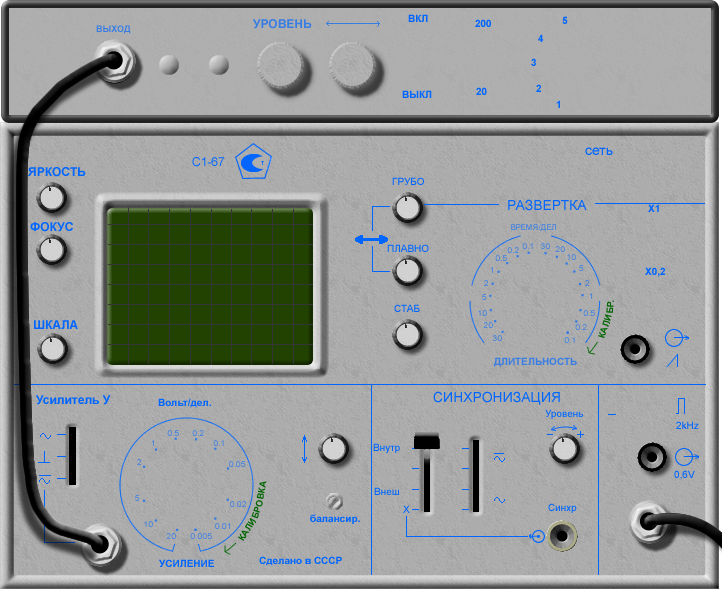 ВЫХОД
УРОВЕНЬ
ВКЛ
ВЫКЛ
200
20
5
4
3
2
1
С1-67
сеть
ЯРКОСТЬ
ФОКУС
ШКАЛА
ГРУБО
ПЛАВНО
СТАБ
РАЗВЕРТКА
X1
X0,2
ВРЕМЯ/ДЕЛ
30
20
10
5
2
1
0.5
0.2
0.1
30
20
10
5
2
1
0.5
0.2
0,1
КАЛИБР.
ДЛИТЕЛЬНОСТЬ
Усилитель У
Вольт/дел.
20
10
5
2
1
0.5
0.2
0.1
0.05
0.02
0.01
0.005
КАЛИБРОВКА
УСИЛЕНИЕ
балансир.
Сделано в СССР
СИНХРОНИЗАЦИЯ
Внутр
Внеш
X
Уровень
− +
Синхр
2kHz
0,6V